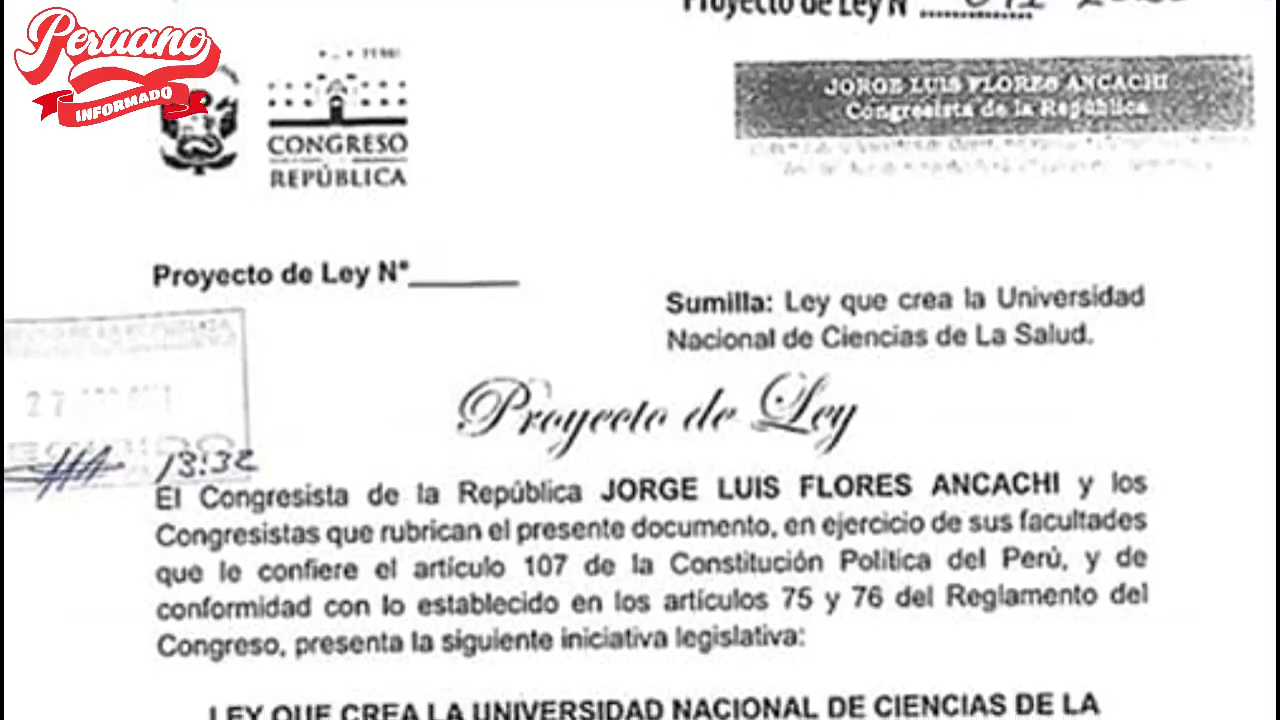 Peruano
INFORMADO
Proyecto de Ley N
JORGE LUIS FLORES ANCACHI
Congresista de la República
CONGRESO
REPÚBLICA
Proyecto de Ley N°
Sumilla: Ley que crea la Universidad
Nacional de Ciencias de La Salud.
Proyecto de Ley
27
13:32
El Congresista de la República JORGE LUIS FLORES ANCACHI y los
Congresistas que rubrican el presente documento, en ejercicio de sus facultades
que le confiere el artículo 107 de la Constitución Política del Perú, y de
conformidad con lo establecido en los artículos 75 y 76 del Reglamento del
Congreso, presenta la siguiente iniciativa legislativa:
LEY QUE CREA LA UNIVERSIDAD NACIONAL DE CIENCIAS DE LA